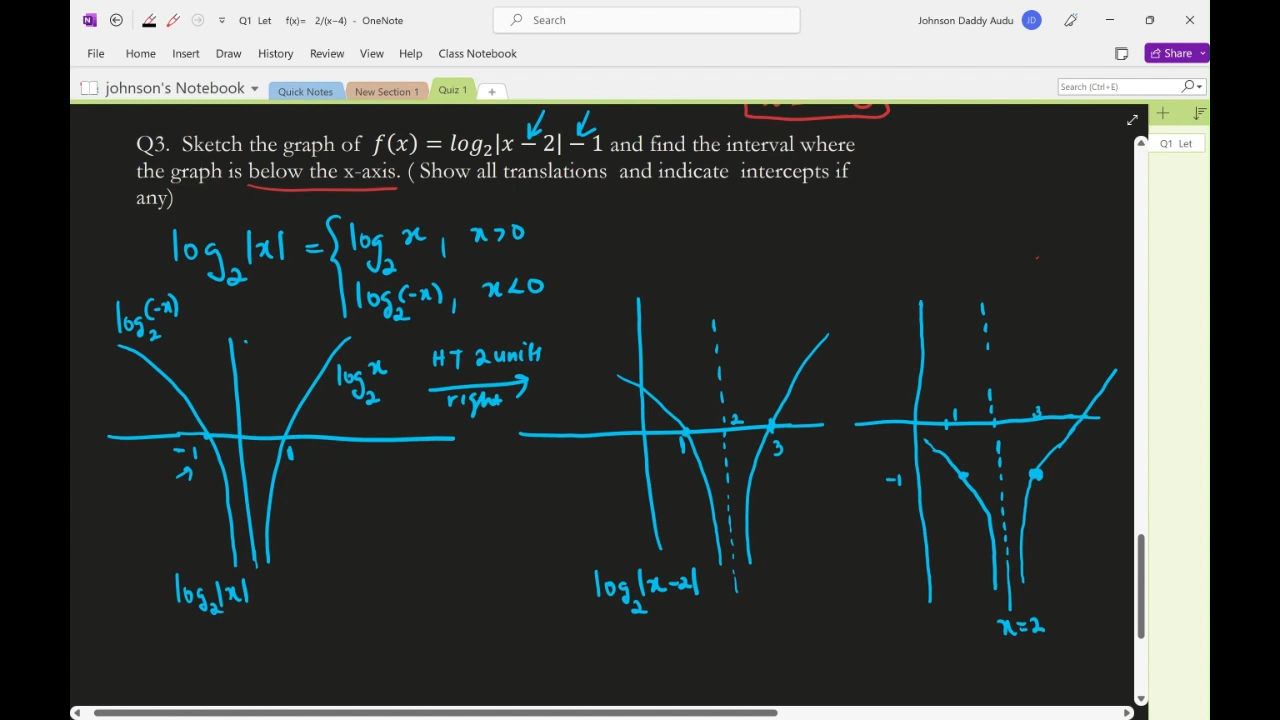 Q1 Let f(x)= 2/(x−4) - OneNote
Search
Johnson Daddy Audu
JD
File Home Insert Draw History Review View Help Class Notebook
Share
johnson's Notebook
Quick Notes
New Section 1
Quiz 1
+
Search (Ctrl+E)
Q1 Let
Q3. Sketch the graph of f(x) = log₂|x − 2| − 1 and find the interval where
the graph is below the x-axis. ( Show all translations and indicate intercepts if
any)
log₂|x| = { log₂ x, x>0
log₂(-x), x<0
log₂(-x)
log₂x
HT 2 units
right
-1
1
log₂|x|
1
2
3
log₂|x-2|
1
3
-1
x=2